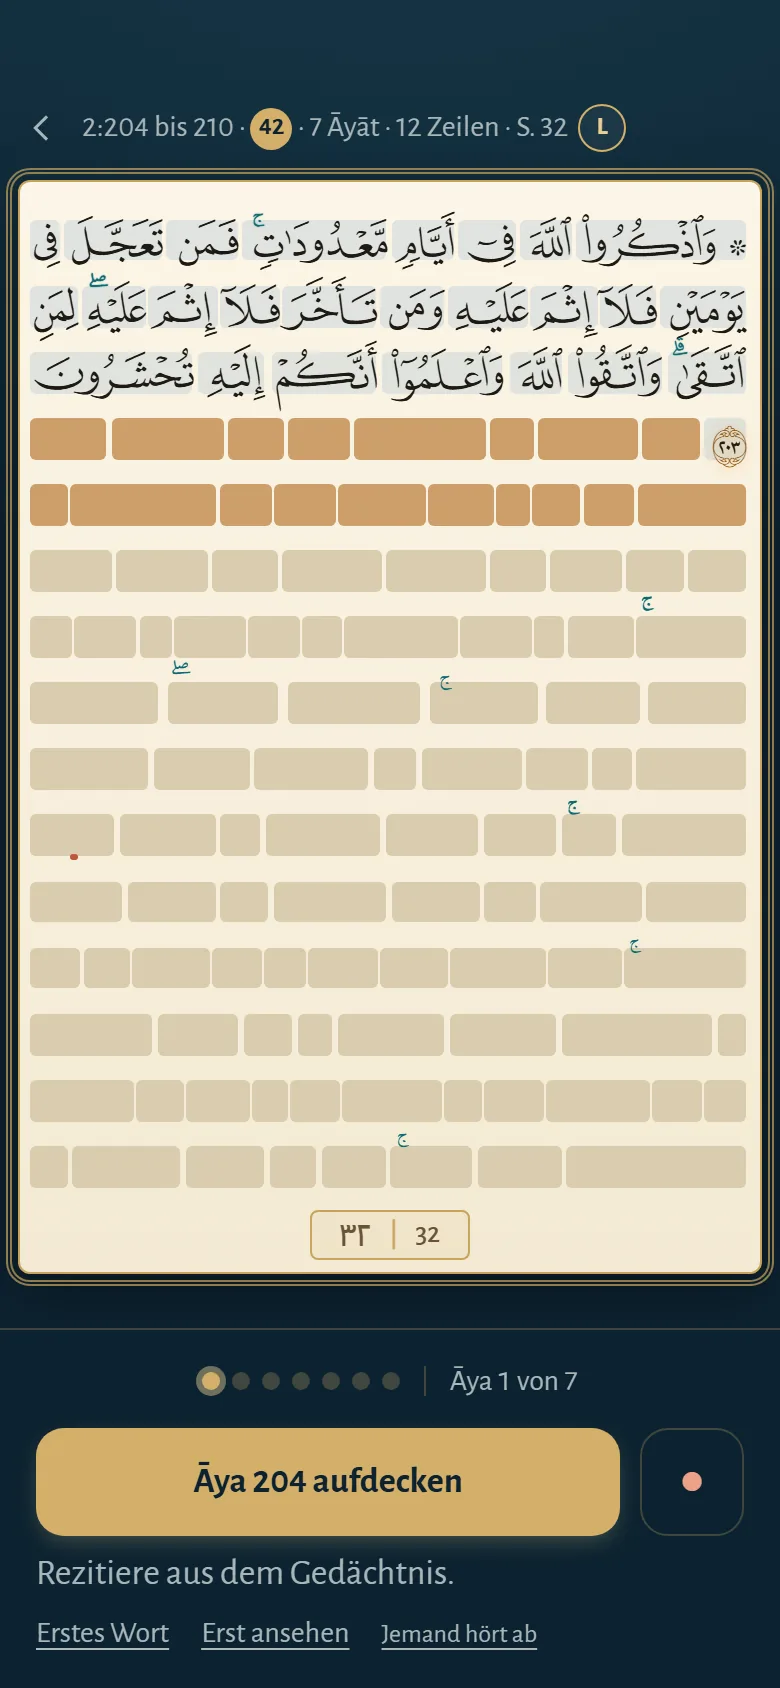 2:204 bis 210 · 42 · 7 Āyāt · 12 Zeilen · S. 32 L
۞ وَٱذْكُرُوا۟ ٱللَّهَ فِىٓ أَيَّامٍ مَّعْدُودَٰتٍ ۚ فَمَن تَعَجَّلَ فِى
يَوْمَيْنِ فَلَآ إِثْمَ عَلَيْهِ وَمَن تَأَخَّرَ فَلَآ إِثْمَ عَلَيْهِ ۖ لِمَنِ
ٱتَّقَىٰ ۗ وَٱتَّقُوا۟ ٱللَّهَ وَٱعْلَمُوٓا۟ أَنَّكُمْ إِلَيْهِ تُحْشَرُونَ
٢٠٣
ۚ
ۖ ۚ
ۚ
ۚ
ۚ
٣٢ | 32
Āya 1 von 7
Āya 204 aufdecken
Rezitiere aus dem Gedächtnis.
Erstes Wort Erst ansehen Jemand hört ab